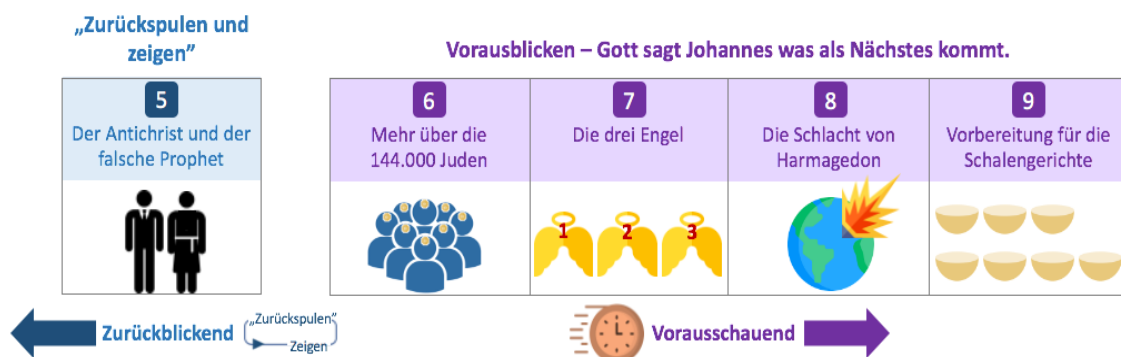 „Zurückspulen und
zeigen”
Vorausblicken – Gott sagt Johannes was als Nächstes kommt.
5
Der Antichrist und der
falsche Prophet
6
Mehr über die
144.000 Juden
7
Die drei Engel
8
Die Schlacht von
Harmagedon
9
Vorbereitung für die
Schalengerichte
1 2 3
Zurückblickend
„Zurückspulen”
Zeigen
Vorausschauend